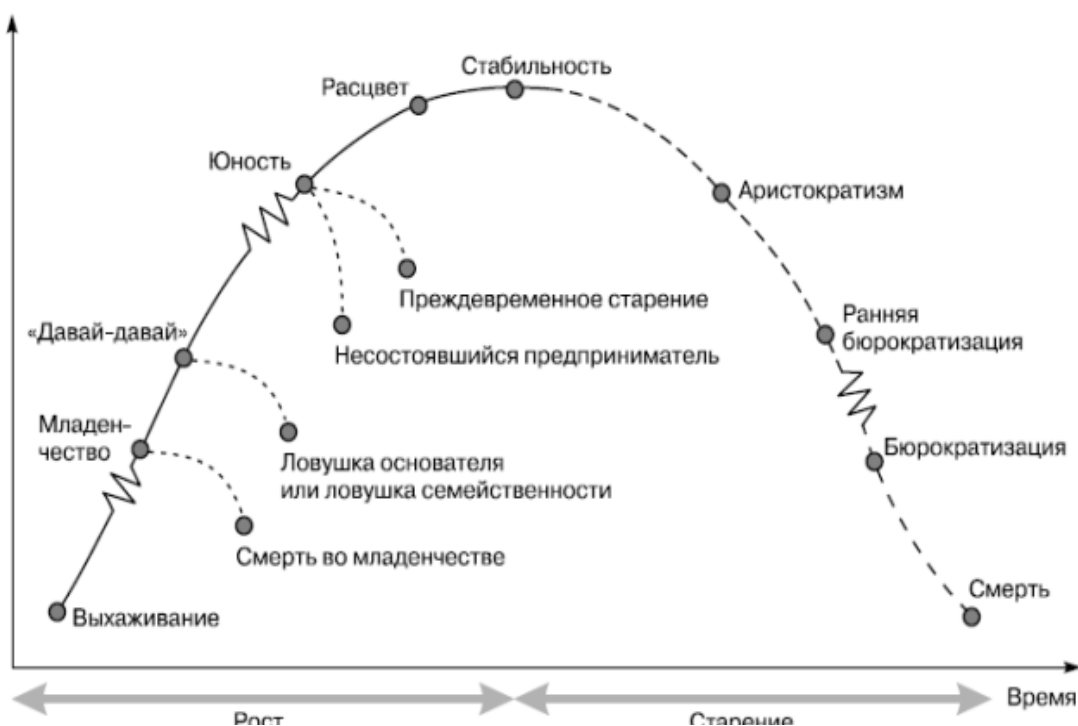 Стабильность
Расцвет
Юность
Аристократизм
Преждевременное старение
Ранняя
бюрократизация
«Давай-давай»
Несостоявшийся предприниматель
Младен-
чество
Бюрократизация
Ловушка основателя
или ловушка семейственности
Смерть во младенчестве
Смерть
Выхаживание
Время
Рост
Старение